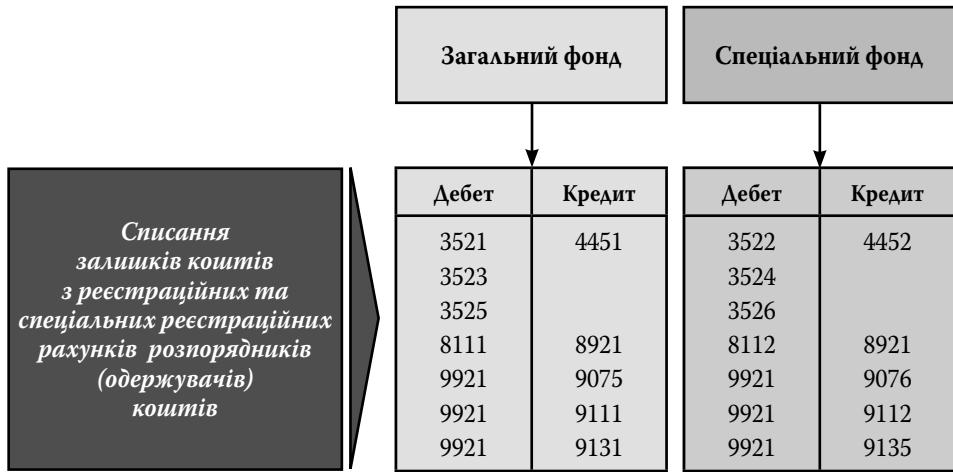 Загальний фонд
Спеціальний фонд
Списання
залишків коштів
з реєстраційних та
спеціальних реєстраційних
рахунків розпорядників
(одержувачів)
коштів
Дебет Кредит
3521 4451
3523
3525
8111 8921
9921 9075
9921 9111
9921 9131
Дебет Кредит
3522 4452
3524
3526
8112 8921
9921 9076
9921 9112
9921 9135